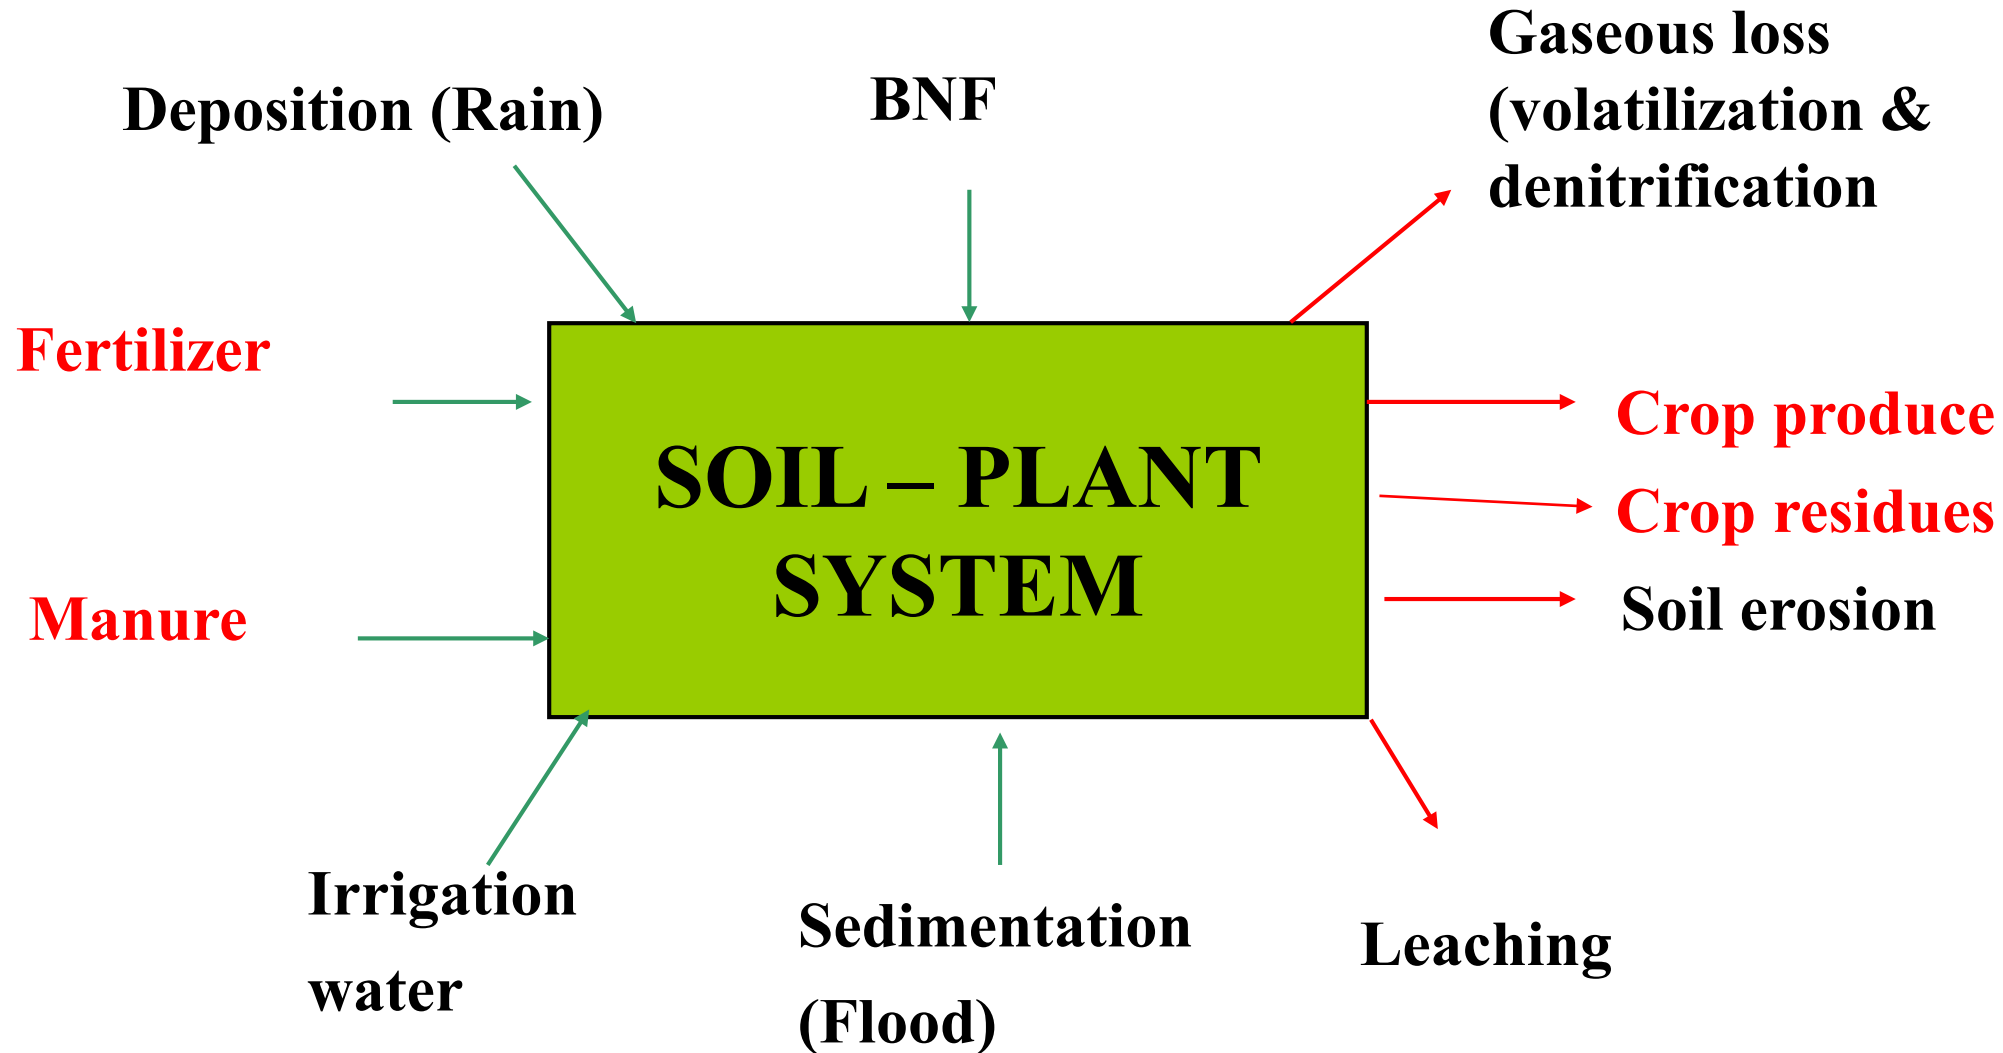 Deposition (Rain)
BNF
Gaseous loss
(volatilization &
denitrification
Fertilizer
Manure
SOIL – PLANT
SYSTEM
Crop produce
Crop residues
Soil erosion
Irrigation
water
Sedimentation
(Flood)
Leaching